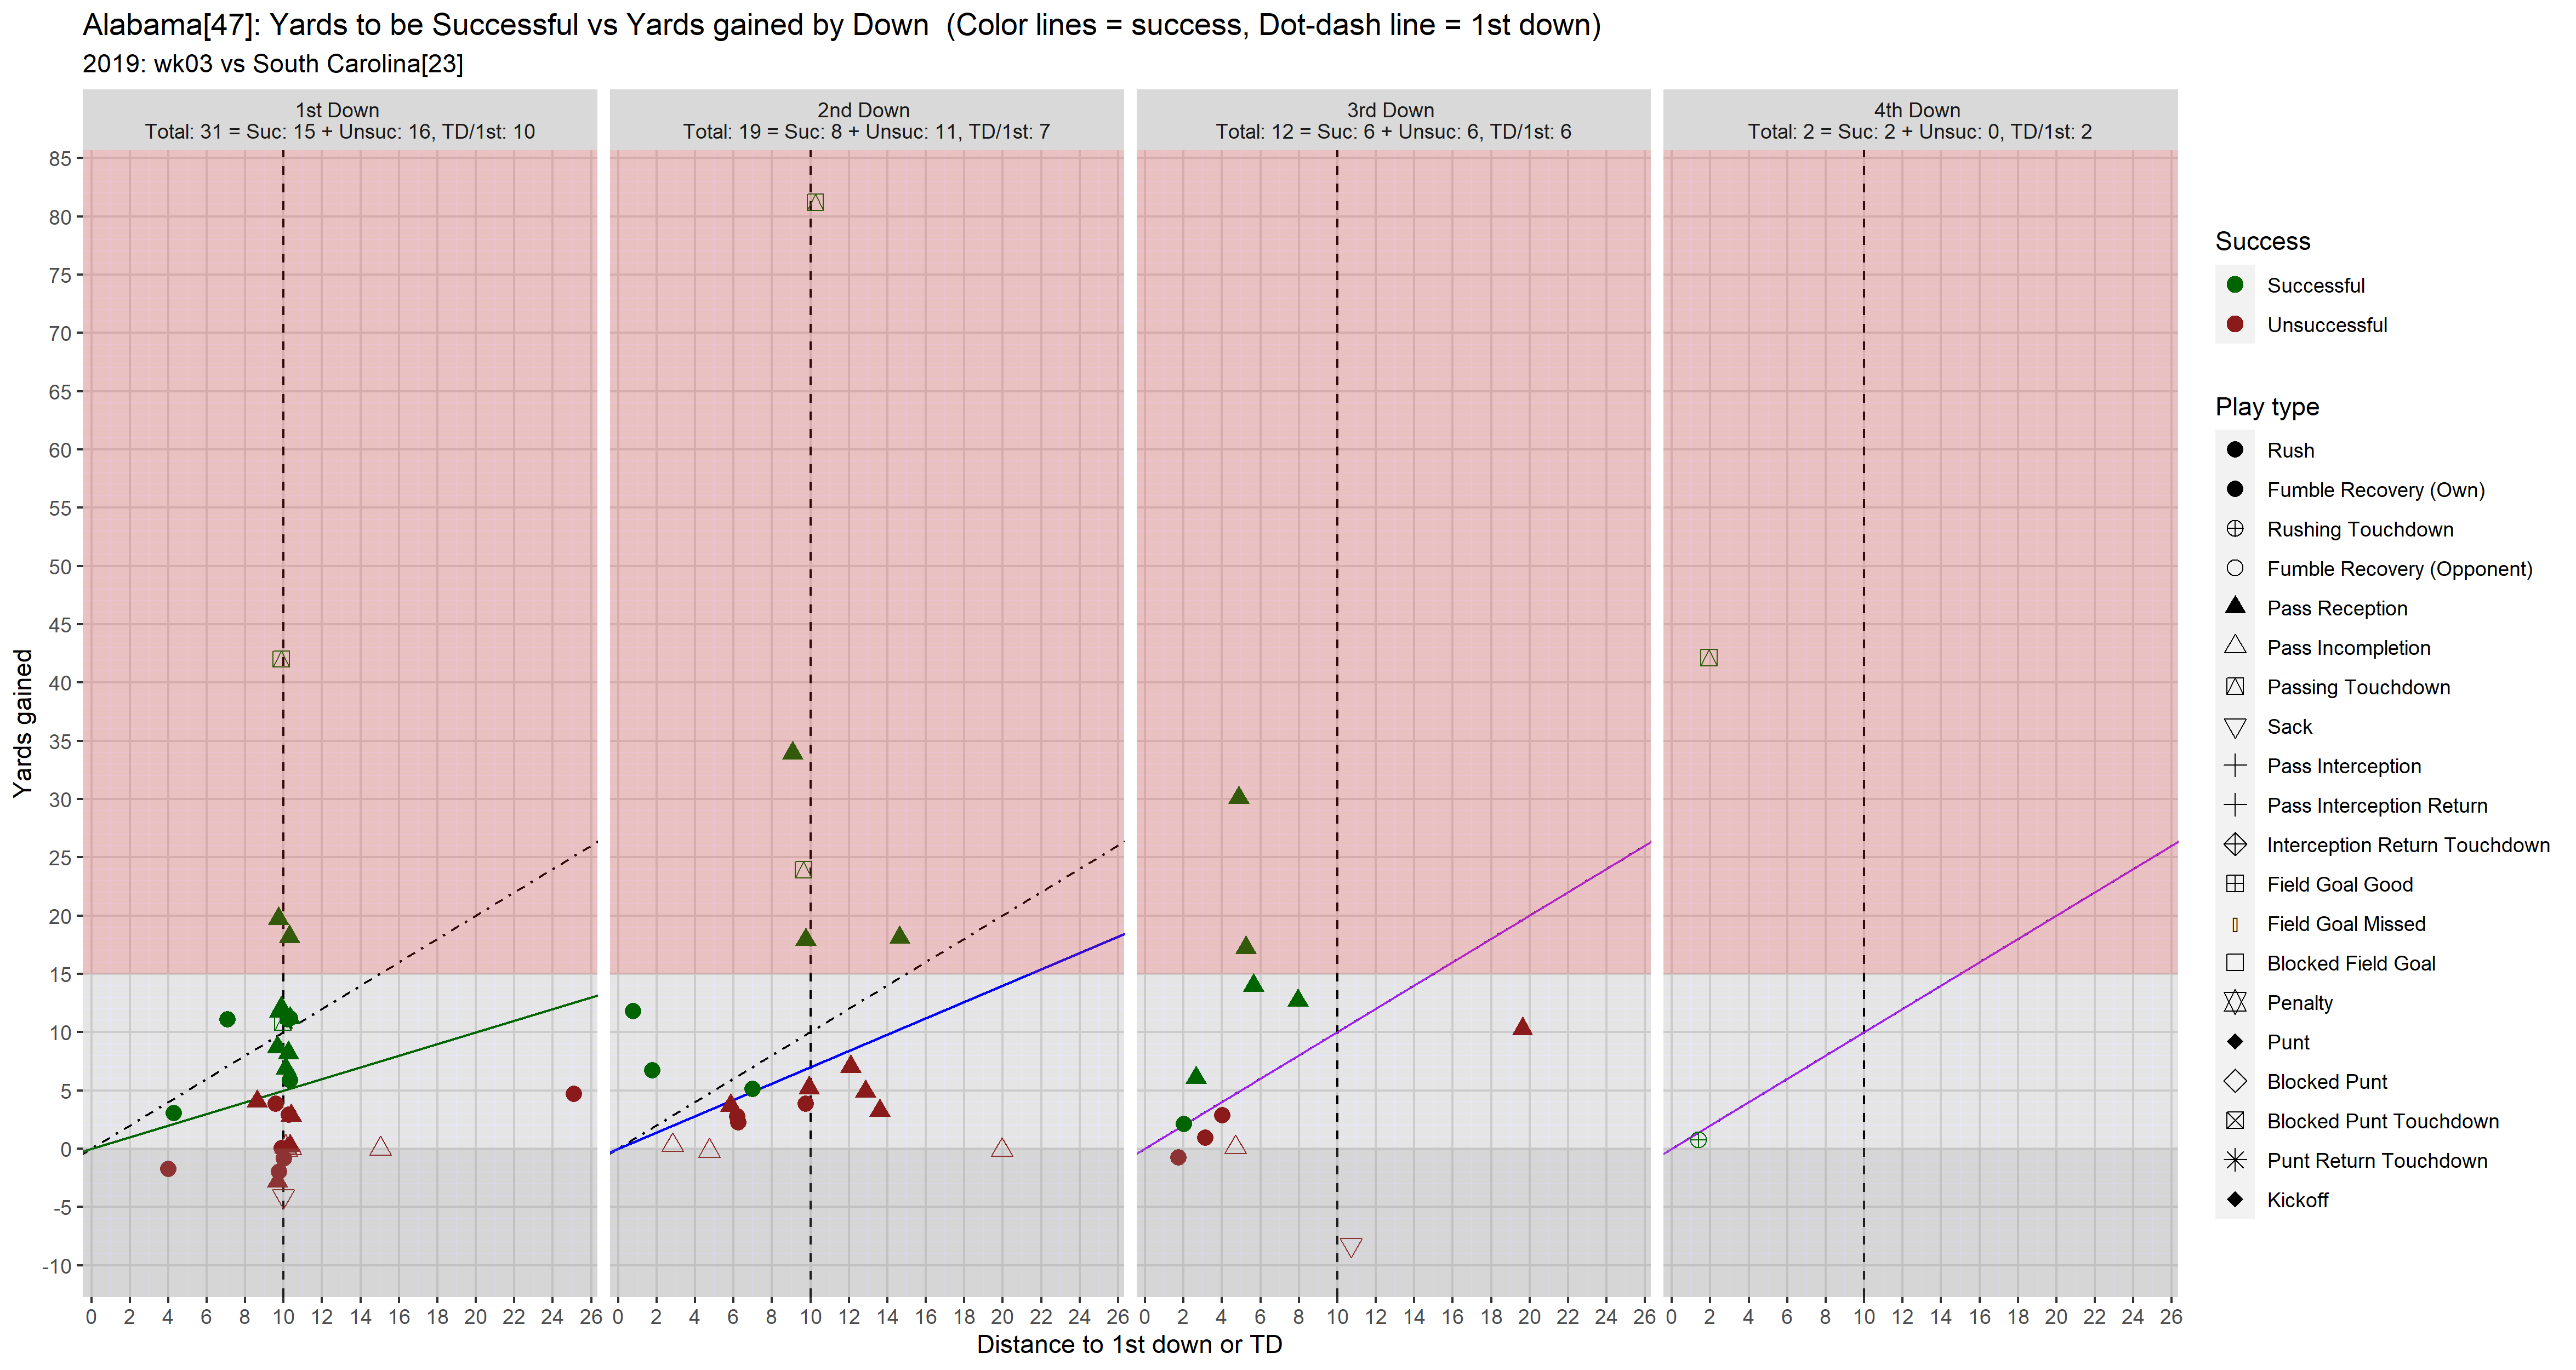 Alabama[47]: Yards to be Successful vs Yards gained by Down  (Color lines = success, Dot-dash line = 1st down)
2019: wk03 vs South Carolina[23]
1st Down
Total: 31 = Suc: 15 + Unsuc: 16, TD/1st: 10
2nd Down
Total: 19 = Suc: 8 + Unsuc: 11, TD/1st: 7
3rd Down
Total: 12 = Suc: 6 + Unsuc: 6, TD/1st: 6
4th Down
Total: 2 = Suc: 2 + Unsuc: 0, TD/1st: 2
Yards gained
85
80
75
70
65
60
55
50
45
40
35
30
25
20
15
10
5
0
-5
-10
0 2 4 6 8 10 12 14 16 18 20 22 24 26
0 2 4 6 8 10 12 14 16 18 20 22 24 26
0 2 4 6 8 10 12 14 16 18 20 22 24 26
0 2 4 6 8 10 12 14 16 18 20 22 24 26
Distance to 1st down or TD
Success
Successful
Unsuccessful
Play type
Rush
Fumble Recovery (Own)
Rushing Touchdown
Fumble Recovery (Opponent)
Pass Reception
Pass Incompletion
Passing Touchdown
Sack
Pass Interception
Pass Interception Return
Interception Return Touchdown
Field Goal Good
Field Goal Missed
Blocked Field Goal
Penalty
Punt
Blocked Punt
Blocked Punt Touchdown
Punt Return Touchdown
Kickoff